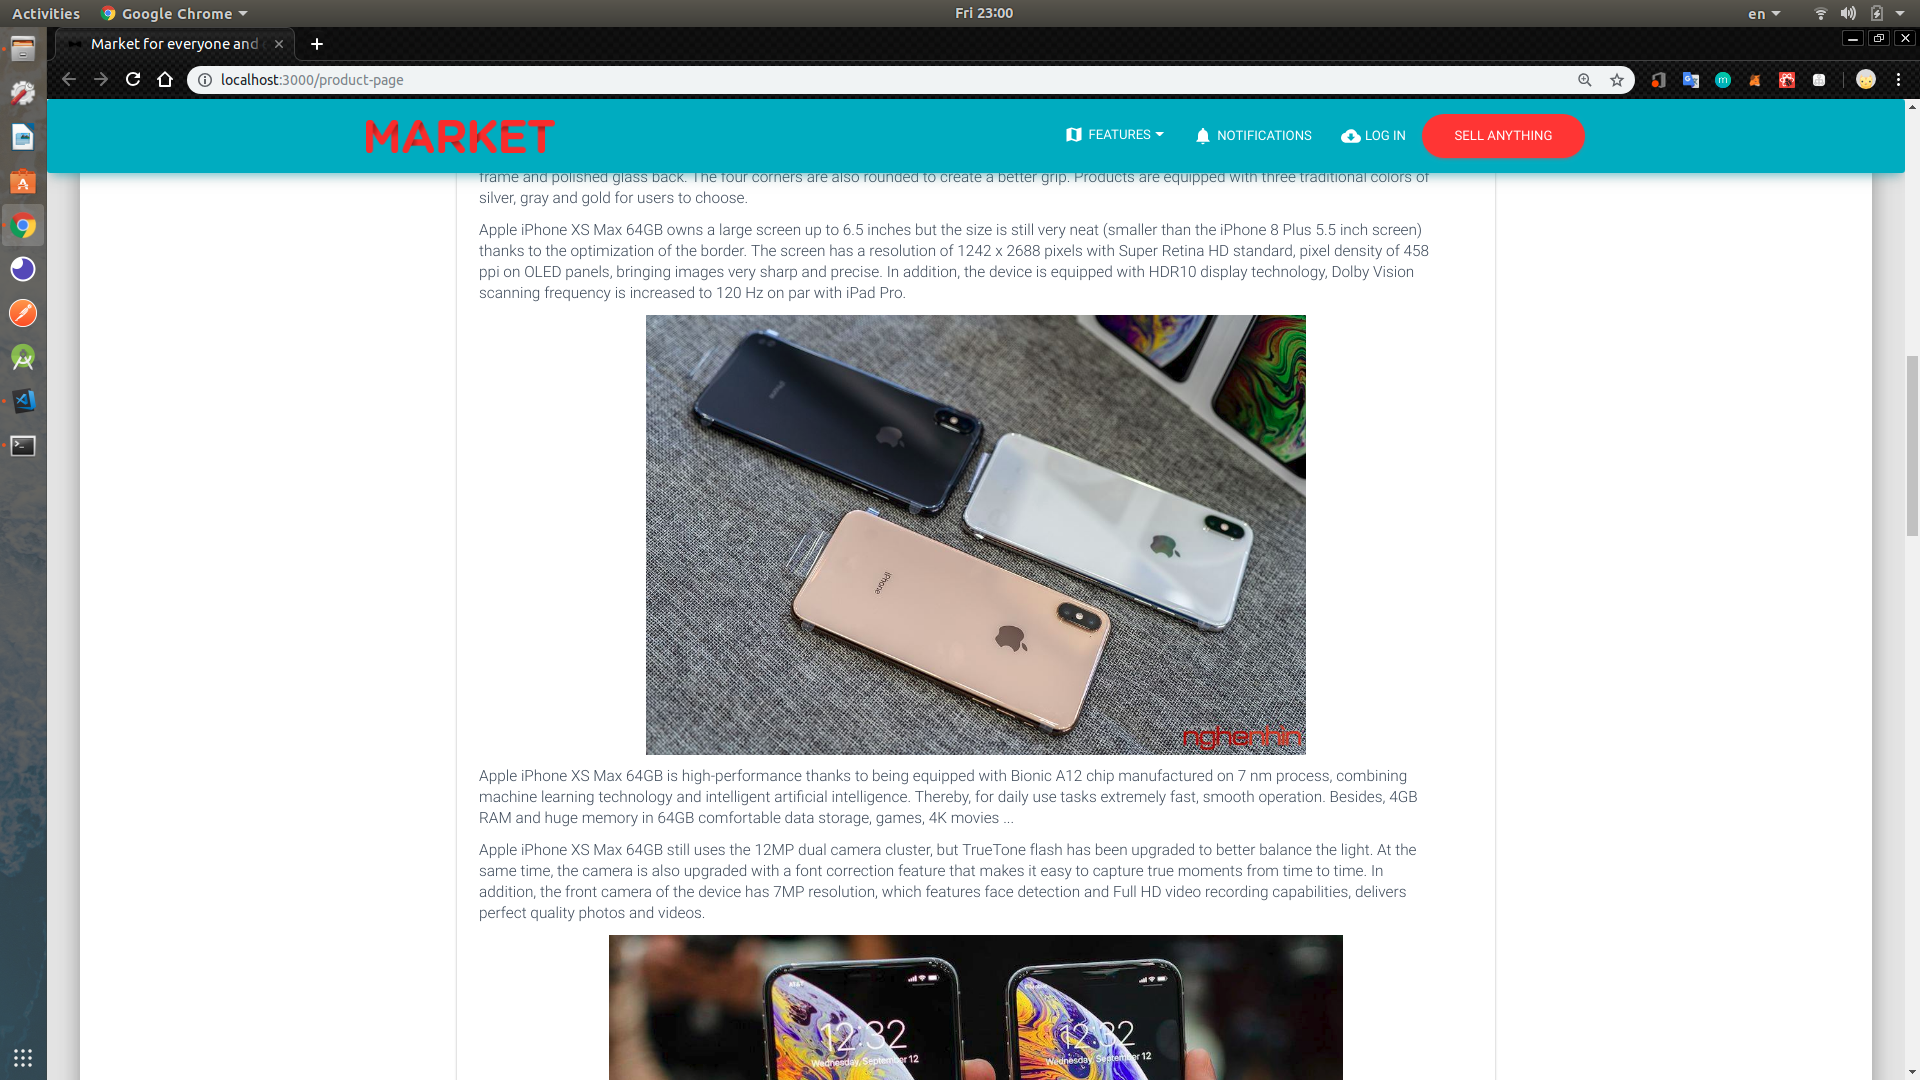 Activities
Google Chrome
Fri 23:00
en
Market for everyone and
localhost:3000/product-page
MARKET
FEATURES
NOTIFICATIONS
LOG IN
SELL ANYTHING
frame and polished glass back. The four corners are also rounded to create a better grip. Products are equipped with three traditional colors of
silver, gray and gold for users to choose.
Apple iPhone XS Max 64GB owns a large screen up to 6.5 inches but the size is still very neat (smaller than the iPhone 8 Plus 5.5 inch screen)
thanks to the optimization of the border. The screen has a resolution of 1242 x 2688 pixels with Super Retina HD standard, pixel density of 458
ppi on OLED panels, bringing images very sharp and precise. In addition, the device is equipped with HDR10 display technology, Dolby Vision
scanning frequency is increased to 120 Hz on par with iPad Pro.
iPhone
nghenhin
Apple iPhone XS Max 64GB is high-performance thanks to being equipped with Bionic A12 chip manufactured on 7 nm process, combining
machine learning technology and intelligent artificial intelligence. Thereby, for daily use tasks extremely fast, smooth operation. Besides, 4GB
RAM and huge memory in 64GB comfortable data storage, games, 4K movies ...
Apple iPhone XS Max 64GB still uses the 12MP dual camera cluster, but TrueTone flash has been upgraded to better balance the light. At the
same time, the camera is also upgraded with a font correction feature that makes it easy to capture true moments from time to time. In
addition, the front camera of the device has 7MP resolution, which features face detection and Full HD video recording capabilities, delivers
perfect quality photos and videos.
12:32
Wednesday, September 12
12:32
Wednesday, September 12